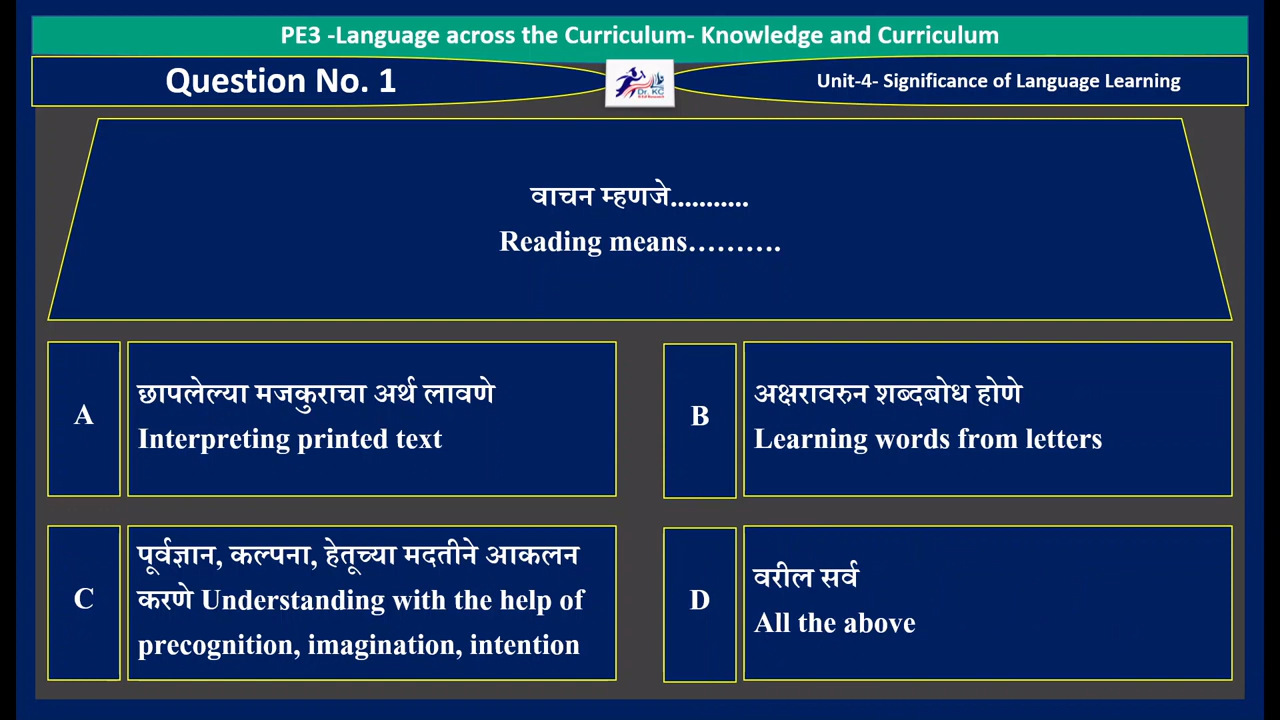 PE3 -Language across the Curriculum- Knowledge and Curriculum
Question No. 1
Dr. KC
Unit-4- Significance of Language Learning
वाचन म्हणजे...........
Reading means……….
A
छापलेल्या मजकुराचा अर्थ लावणे
Interpreting printed text
B
अक्षरावरुन शब्दबोध होणे
Learning words from letters
C
पूर्वज्ञान, कल्पना, हेतूच्या मदतीने आकलन
करणे Understanding with the help of
precognition, imagination, intention
D
वरील सर्व
All the above